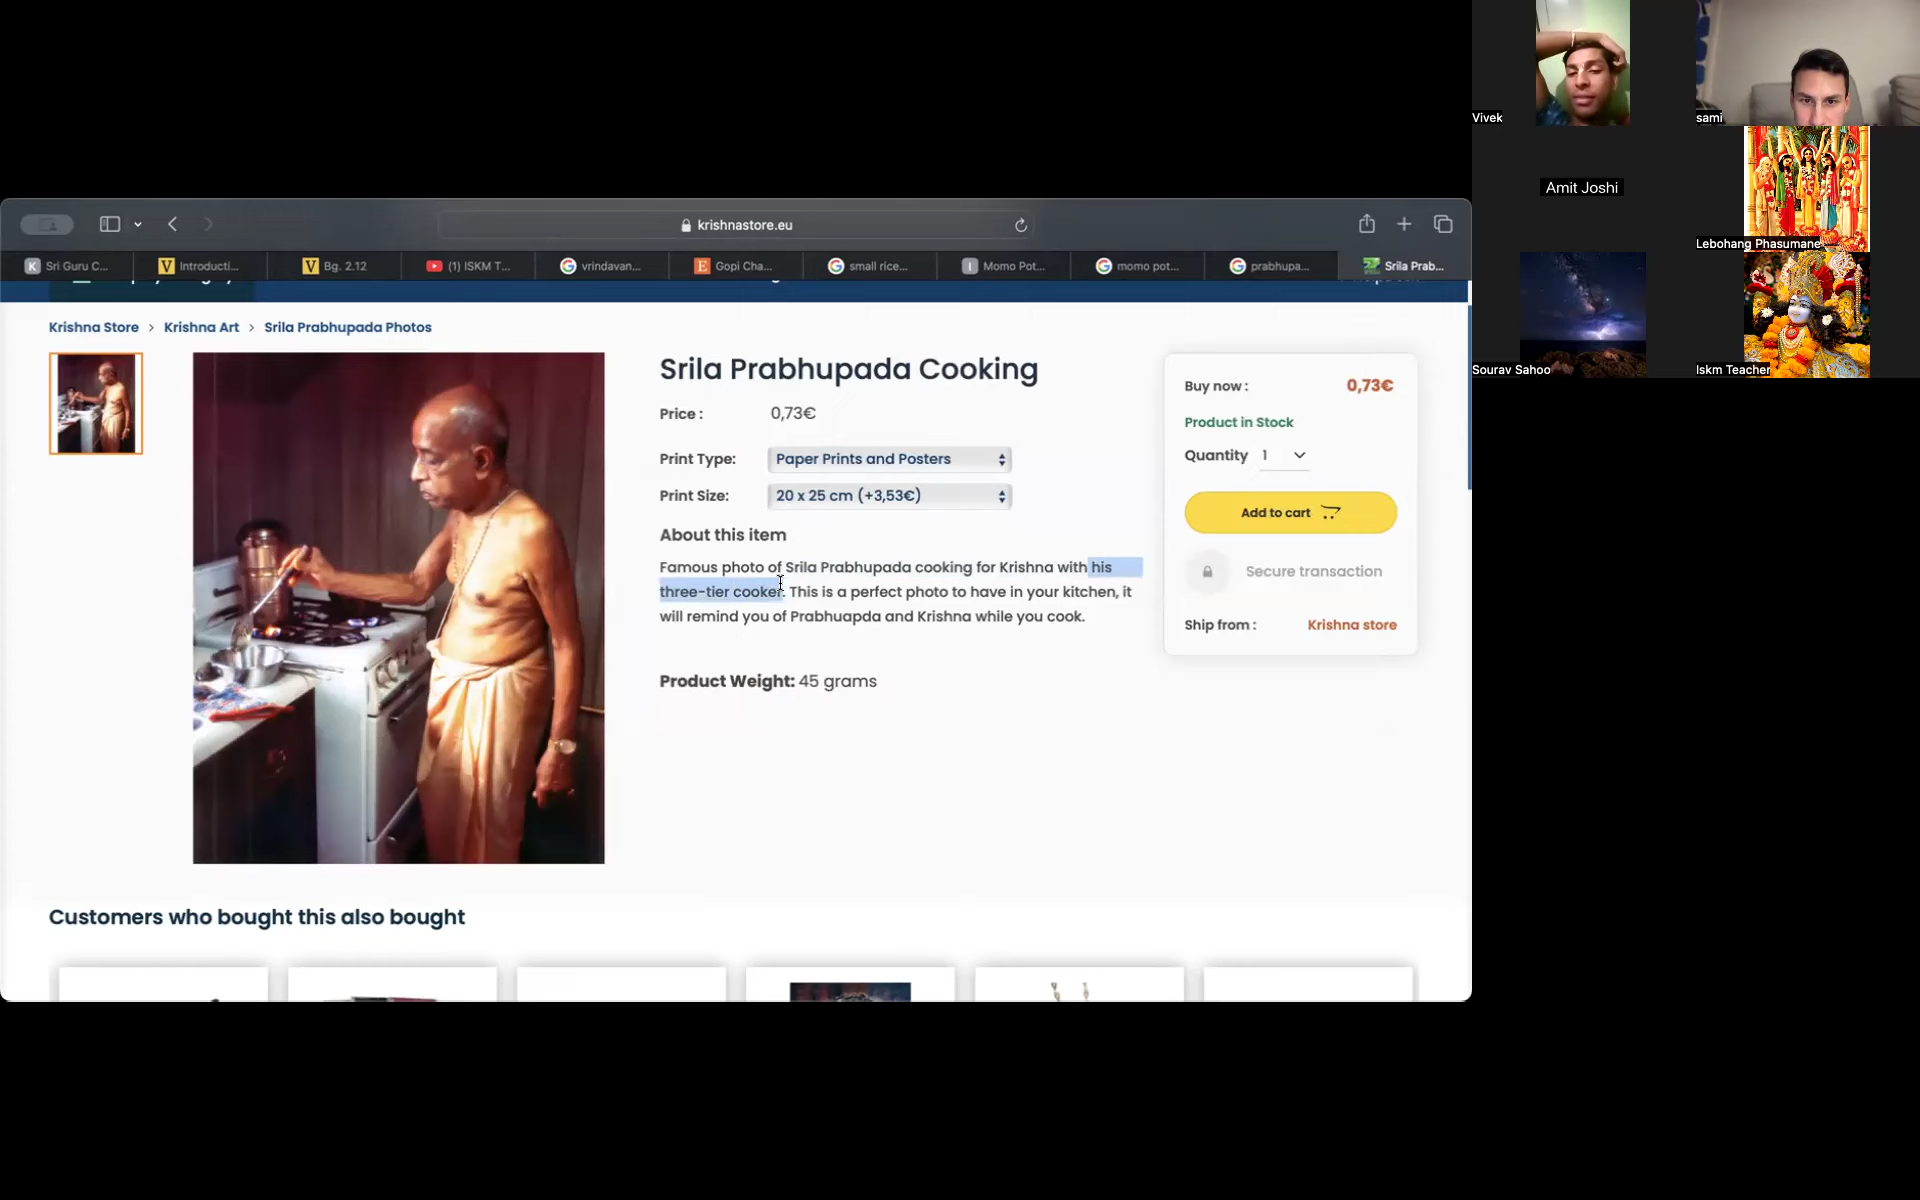 krishnastore.eu
Sri Guru C...
Introducti...
Bg. 2.12
(1) ISKM T...
vrindavan...
Gopi Cha...
small rice...
Momo Pot...
momo pot...
prabhupa...
Srila Prab...
Krishna Store > Krishna Art > Srila Prabhupada Photos
Srila Prabhupada Cooking
Price : 0,73€
Print Type: Paper Prints and Posters
Print Size: 20 x 25 cm (+3,53€)
About this item
Famous photo of Srila Prabhupada cooking for Krishna with his
three-tier cooker. This is a perfect photo to have in your kitchen, it
will remind you of Prabhuapda and Krishna while you cook.
Product Weight: 45 grams
Buy now : 0,73€
Product in Stock
Quantity 1
Add to cart
Secure transaction
Ship from : Krishna store
Customers who bought this also bought
Vivek
sami
Amit Joshi
Lebohang Phasumane
Sourav Sahoo
Iskm Teacher